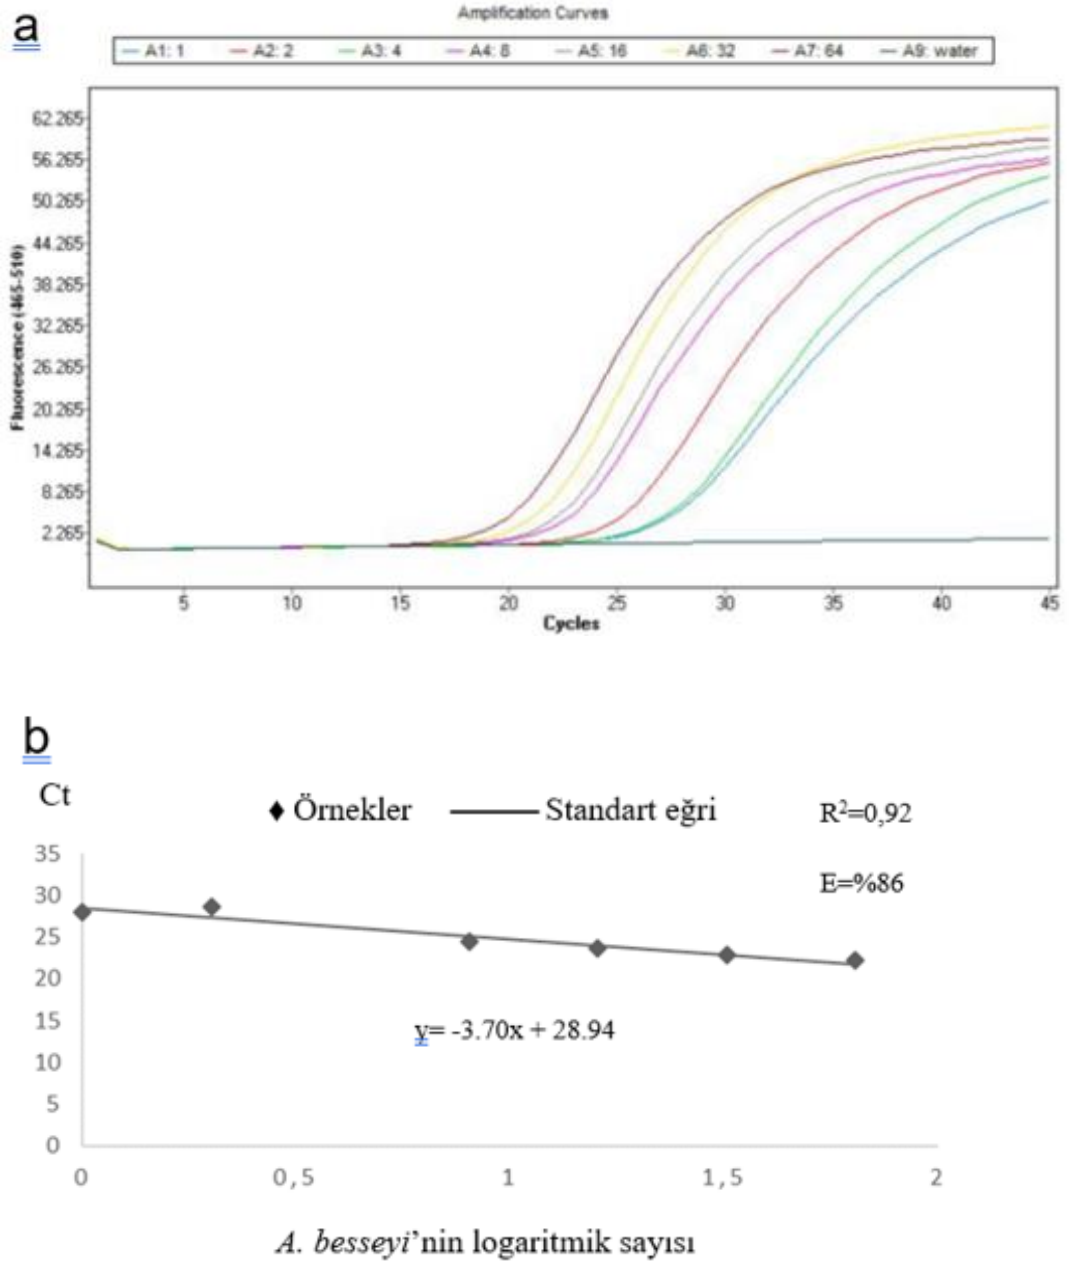 a
Amplification Curves
A1: 1 A2: 2 A3: 4 A4: 8 A5: 16 A6: 32 A7: 64 A9: water
62.265
56.265
50.265
44.265
38.265
32.265
26.265
20.265
14.265
8.265
2.265
Fluorescence (465-510)
5 10 15 20 25 30 35 40 45
Cycles
b
Ct
Örnekler Standart eğri R²=0,92
E=%86
35
30
25
20
15
10
5
0
y= -3.70x + 28.94
0 0,5 1 1,5 2
A. besseyi’nin logaritmik sayısı